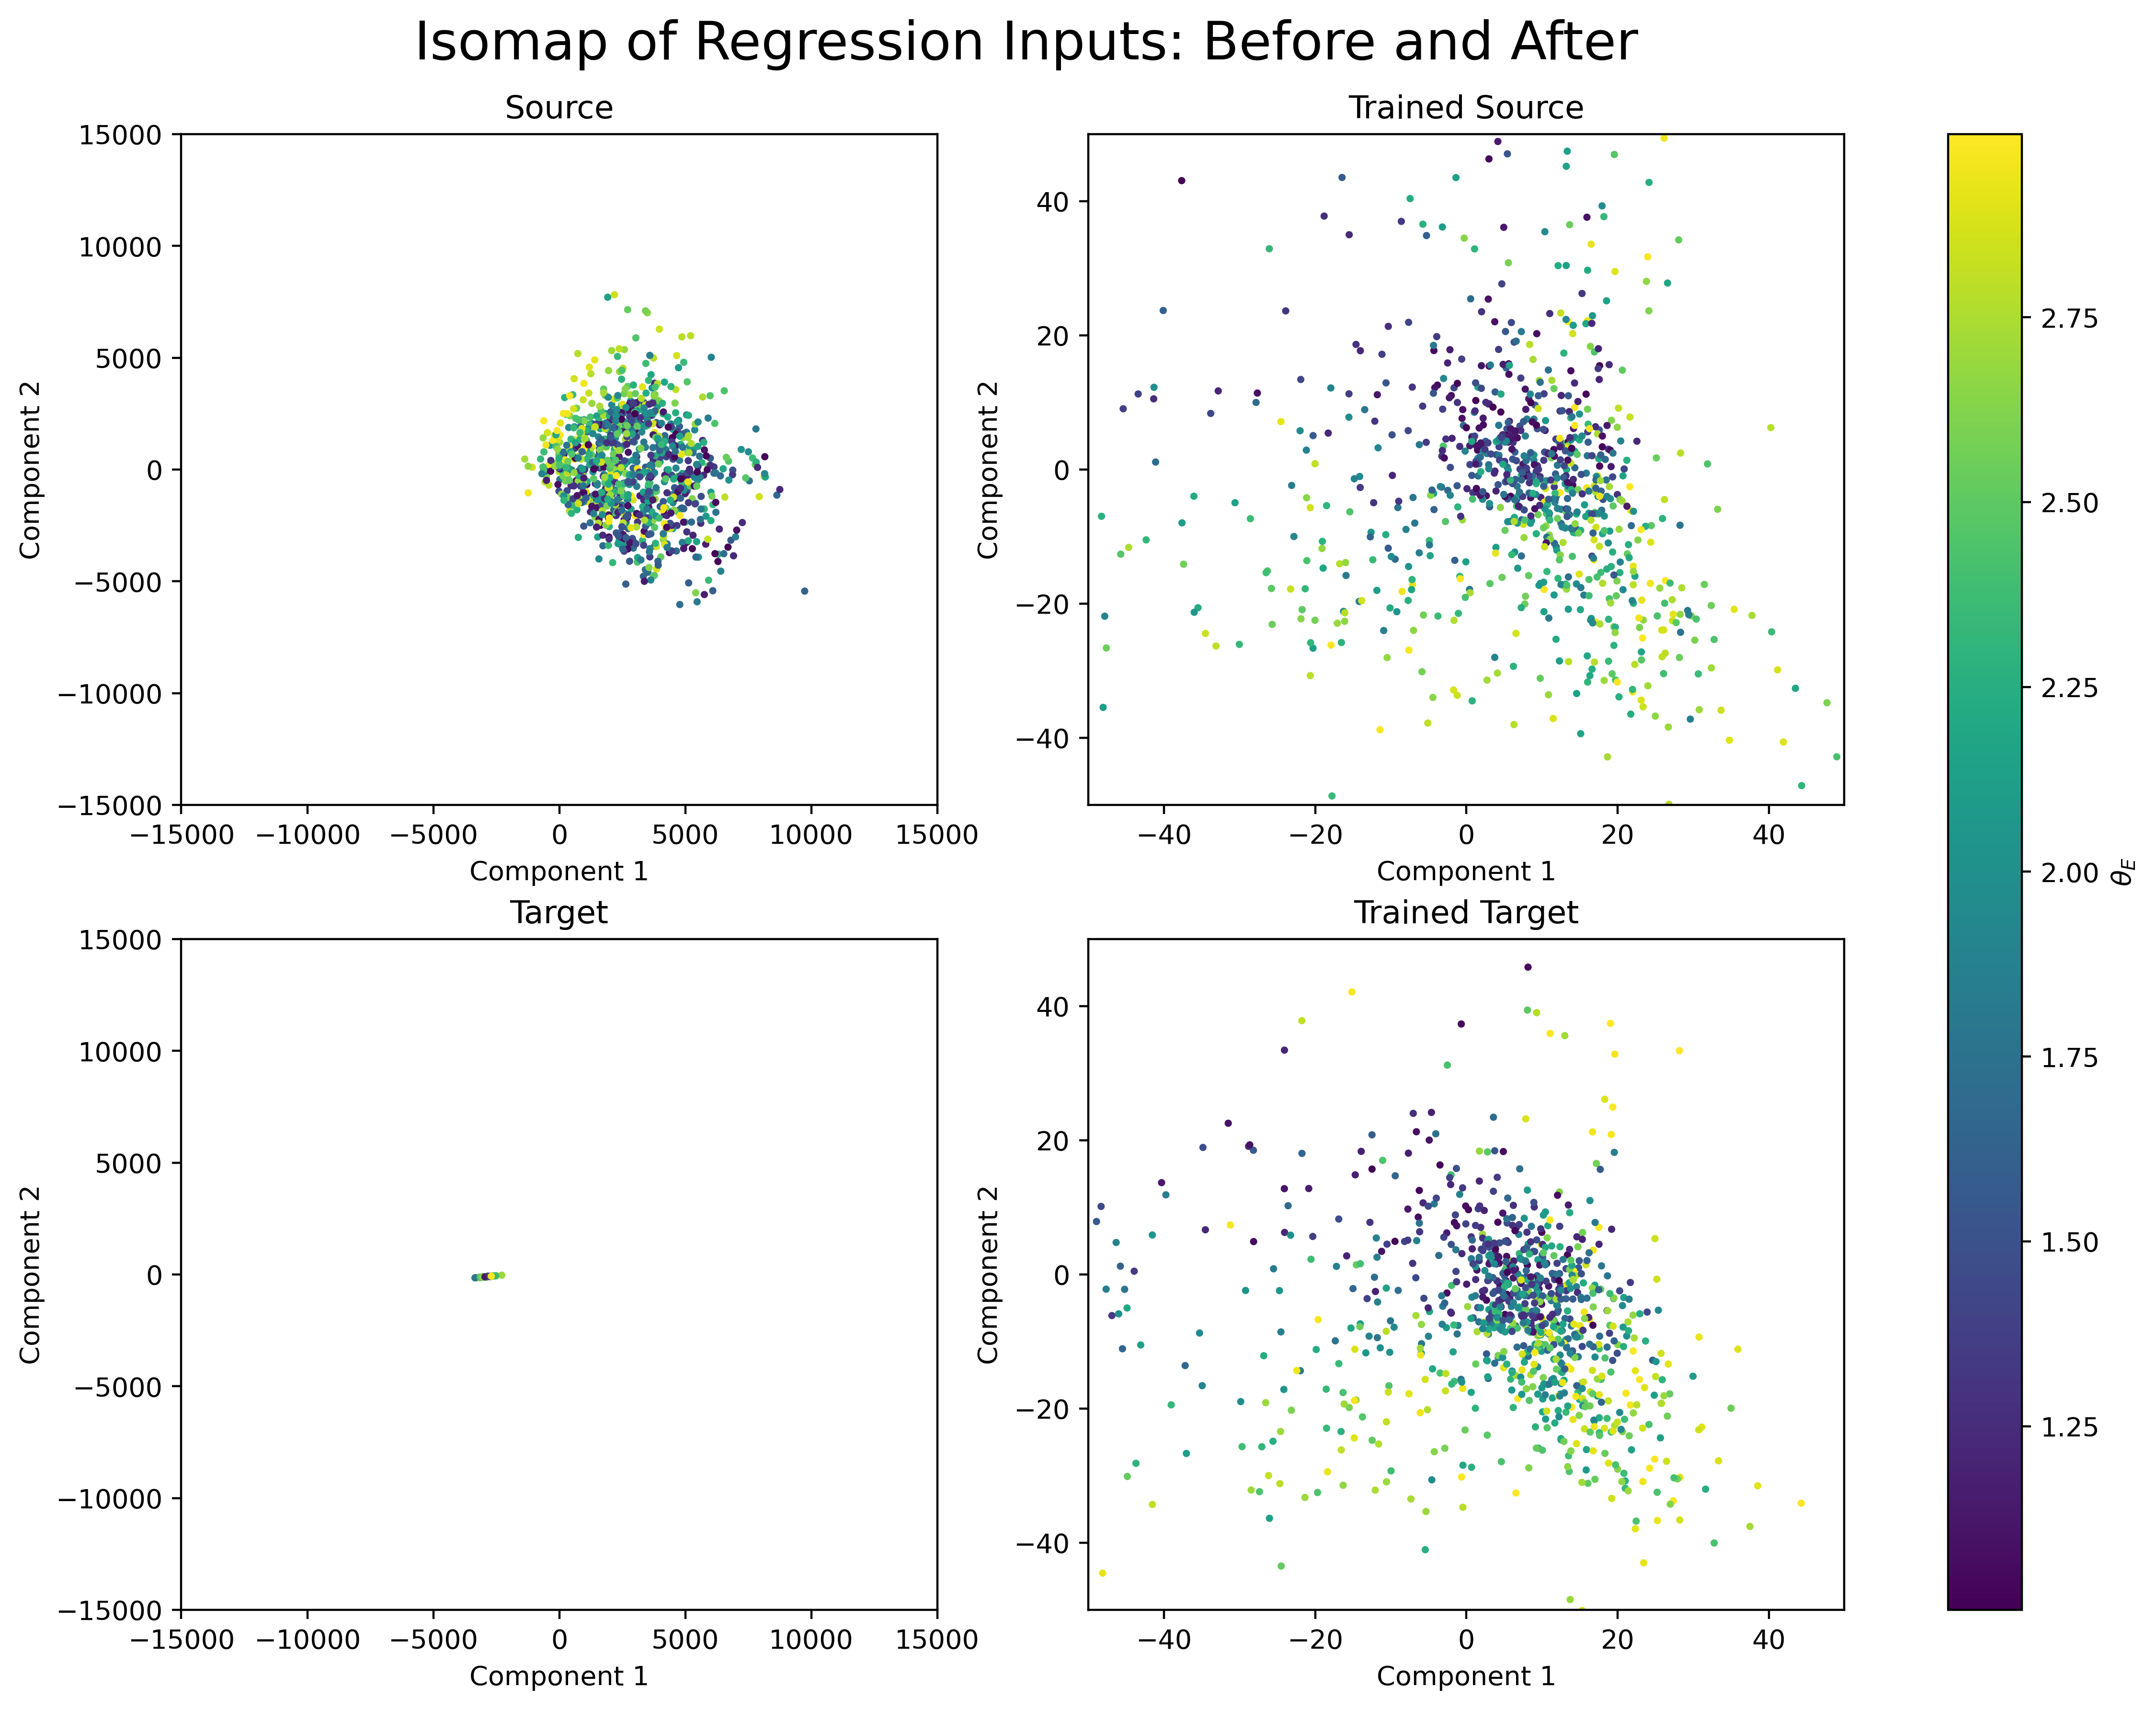 Isomap of Regression Inputs: Before and After
Source
15000
10000
5000
0
−5000
−10000
−15000
Component 2
−15000 −10000 −5000 0 5000 10000 15000
Component 1
Trained Source
40
20
0
−20
−40
Component 2
−40 −20 0 20 40
Component 1
Target
15000
10000
5000
0
−5000
−10000
−15000
Component 2
−15000 −10000 −5000 0 5000 10000 15000
Component 1
Trained Target
40
20
0
−20
−40
Component 2
−40 −20 0 20 40
Component 1
2.75
2.50
2.25
2.00
1.75
1.50
1.25
θ_E